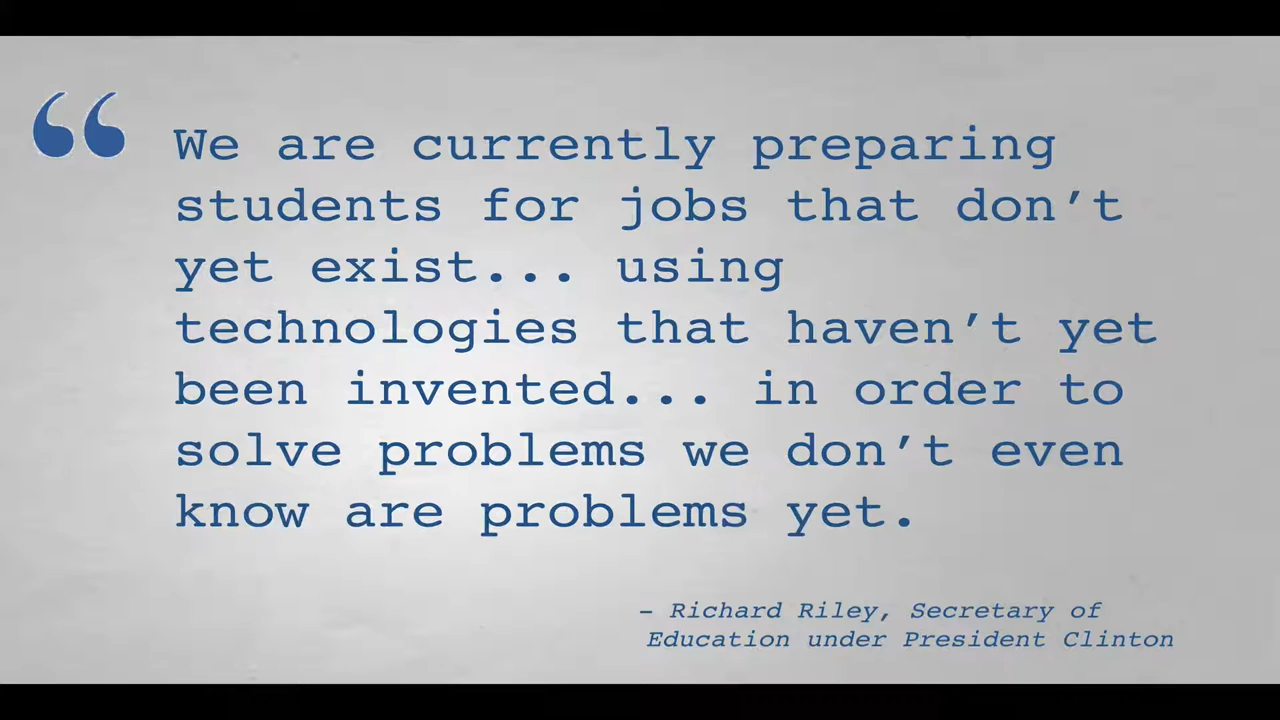 “ We are currently preparing
students for jobs that don’t
yet exist... using
technologies that haven’t yet
been invented... in order to
solve problems we don’t even
know are problems yet.
– Richard Riley, Secretary of
Education under President Clinton